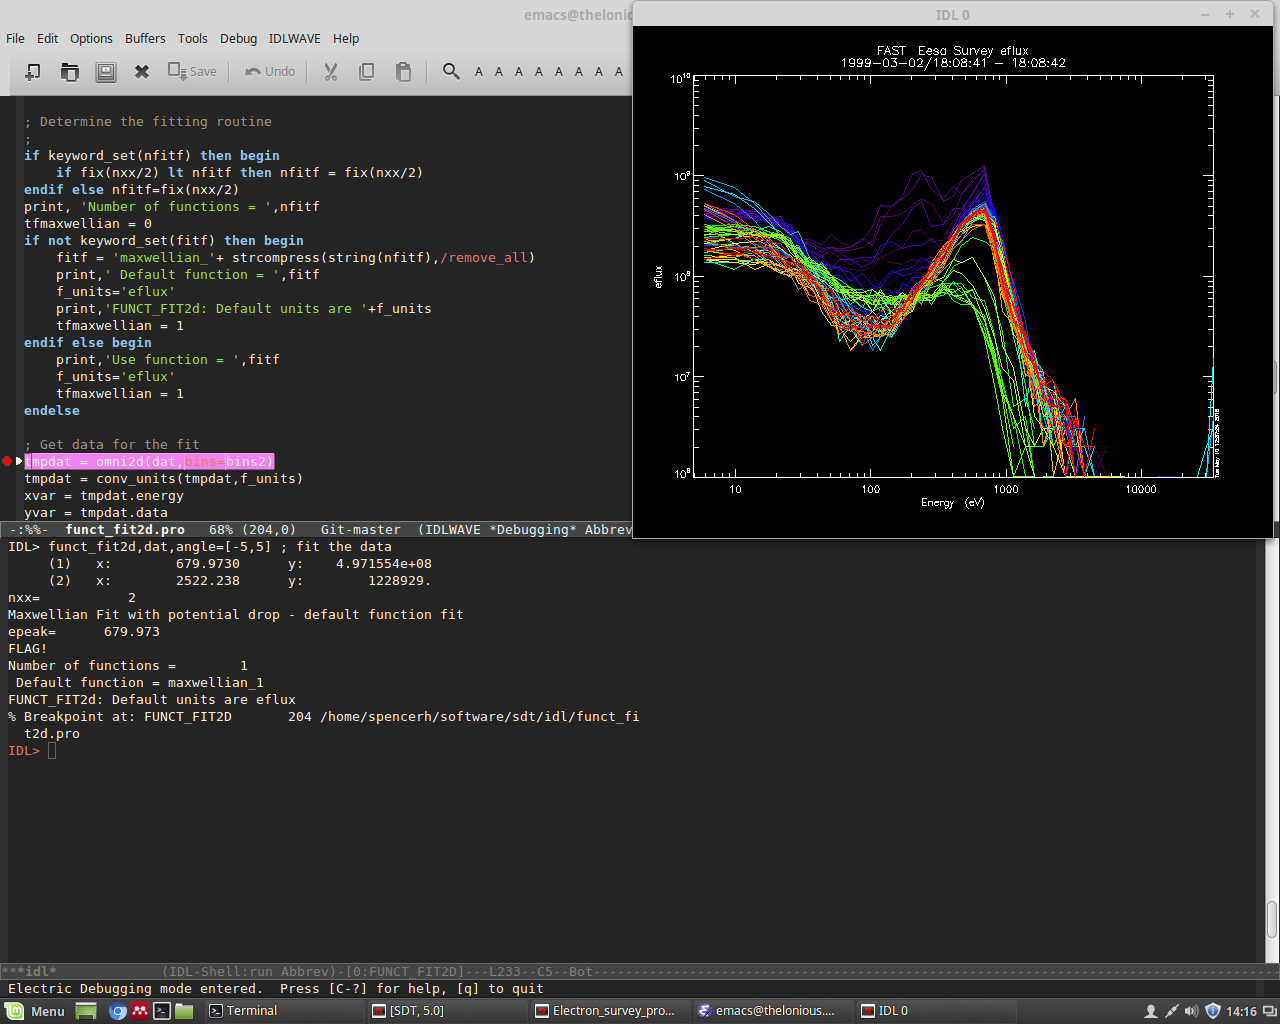 emacs@thelonious
File Edit Options Buffers Tools Debug IDLWAVE Help
Save Undo A A A A A A A A
; Determine the fitting routine
;
if keyword_set(nfitf) then begin
    if fix(nxx/2) lt nfitf then nfitf = fix(nxx/2)
endif else nfitf=fix(nxx/2)
print, 'Number of functions = ',nfitf
tfmaxwellian = 0
if not keyword_set(fitf) then begin
    fitf = 'maxwellian_'+ strcompress(string(nfitf),/remove_all)
    print,' Default function = ',fitf
    f_units='eflux'
    print,'FUNCT_FIT2d: Default units are '+f_units
    tfmaxwellian = 1
endif else begin
    print,'Use function = ',fitf
    f_units='eflux'
    tfmaxwellian = 1
endelse
; Get data for the fit
tmpdat = omni2d(dat,bins=bins2)
tmpdat = conv_units(tmpdat,f_units)
xvar = tmpdat.energy
yvar = tmpdat.data
-:%%-  funct_fit2d.pro   68% (204,0)   Git-master  (IDLWAVE *Debugging* Abbrev
IDL 0
FAST Eesa Survey eflux
1999-03-02/18:08:41 - 18:08:42
10^10
10^9
10^8
10^7
10^6
eflux
10 100 1000 10000
Energy (eV)
IDL> funct_fit2d,dat,angle=[-5,5] ; fit the data
     (1)   x:        679.9730      y:    4.971554e+08
     (2)   x:        2522.238      y:        1228929.
nxx=           2
Maxwellian Fit with potential drop - default function fit
epeak=      679.973
FLAG!
Number of functions =        1
 Default function = maxwellian_1
FUNCT_FIT2d: Default units are eflux
% Breakpoint at: FUNCT_FIT2D       204 /home/spencerh/software/sdt/idl/funct_fi
  t2d.pro
IDL>
***idl*             (IDL-Shell:run Abbrev)-[0:FUNCT_FIT2D]---L233--C5--Bot-----
Electric Debugging mode entered.  Press [C-?] for help, [q] to quit
Menu Terminal [SDT, 5.0] Electron_survey_pro... emacs@thelonious.... IDL 0 14:16